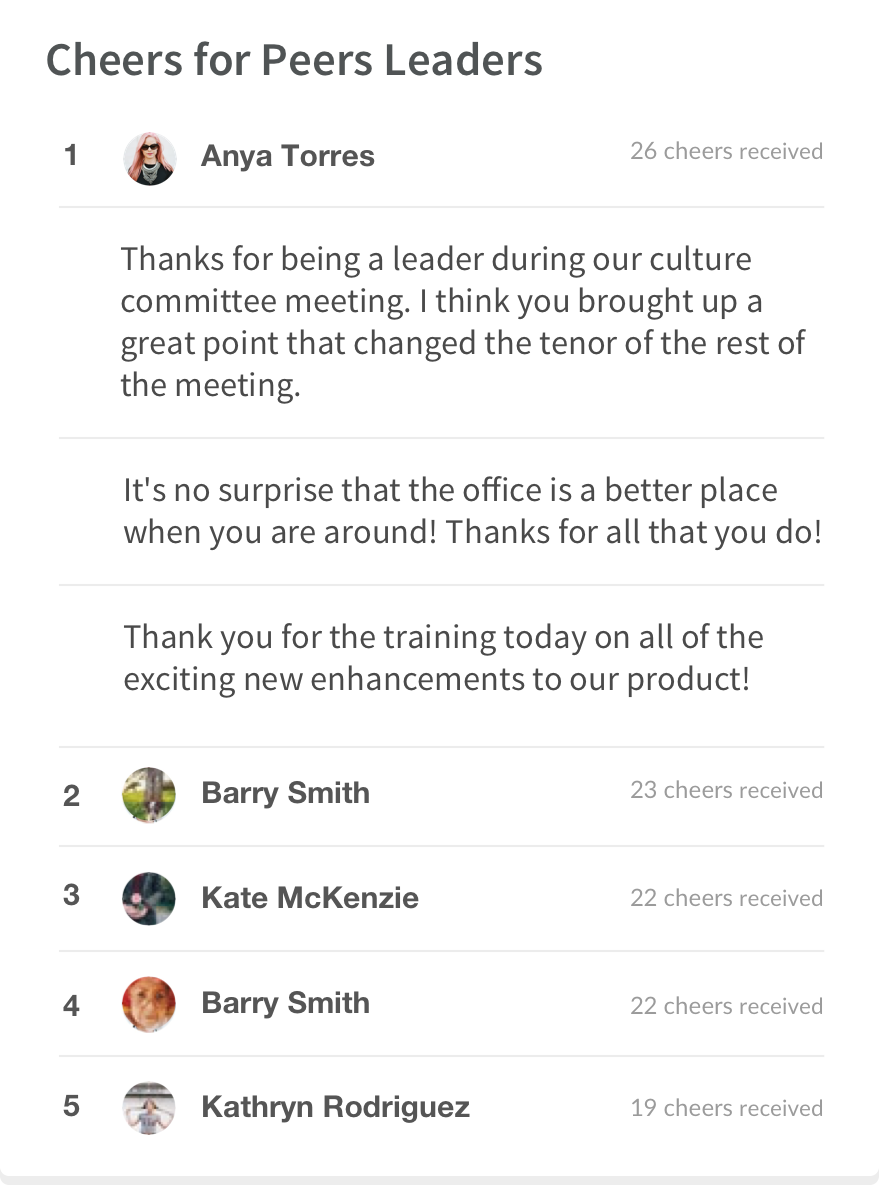 Cheers for Peers Leaders
1 Anya Torres 26 cheers received
Thanks for being a leader during our culture
committee meeting. I think you brought up a
great point that changed the tenor of the rest of
the meeting.
It's no surprise that the office is a better place
when you are around! Thanks for all that you do!
Thank you for the training today on all of the
exciting new enhancements to our product!
2 Barry Smith 23 cheers received
3 Kate McKenzie 22 cheers received
4 Barry Smith 22 cheers received
5 Kathryn Rodriguez 19 cheers received